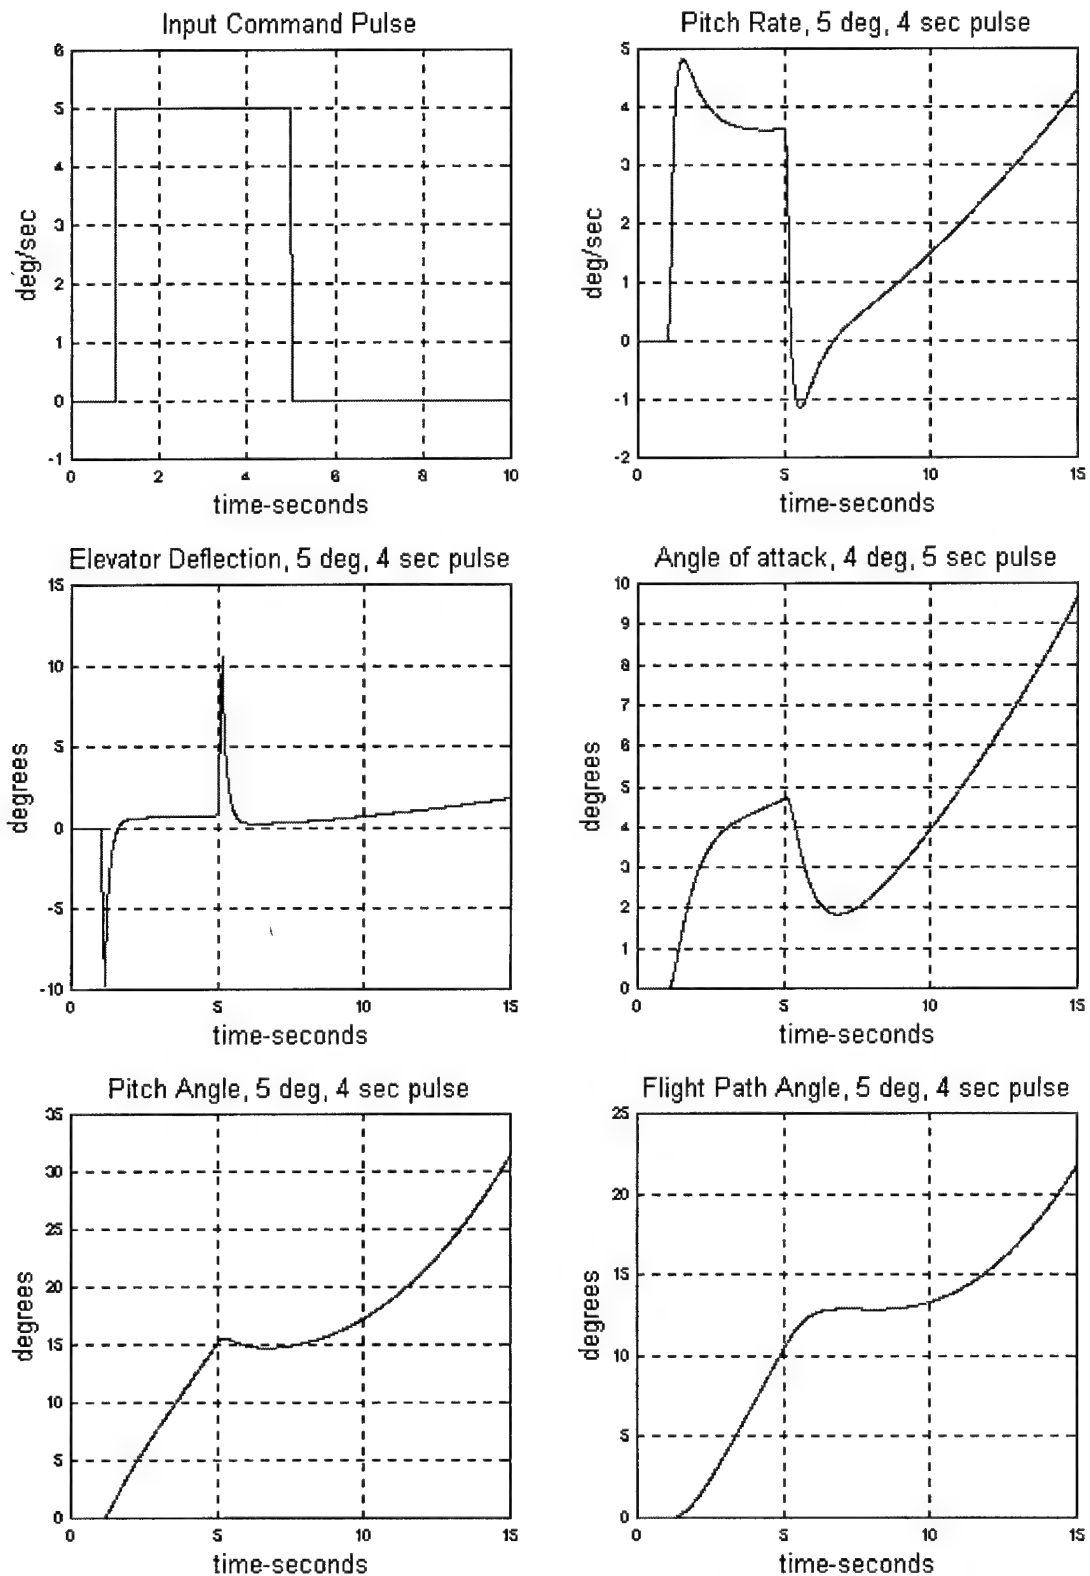 Input Command Pulse
6
5
4
3
2
1
0
-1
deg/sec
0 2 4 6 8 10
time-seconds
Pitch Rate, 5 deg, 4 sec pulse
5
4
3
2
1
0
-1
-2
deg/sec
0 5 10 15
time-seconds
Elevator Deflection, 5 deg, 4 sec pulse
15
10
5
0
-5
-10
degrees
0 5 10 15
time-seconds
Angle of attack, 4 deg, 5 sec pulse
10
9
8
7
6
5
4
3
2
1
0
degrees
0 5 10 15
time-seconds
Pitch Angle, 5 deg, 4 sec pulse
35
30
25
20
15
10
5
0
degrees
0 5 10 15
time-seconds
Flight Path Angle, 5 deg, 4 sec pulse
25
20
15
10
5
0
degrees
0 5 10 15
time-seconds